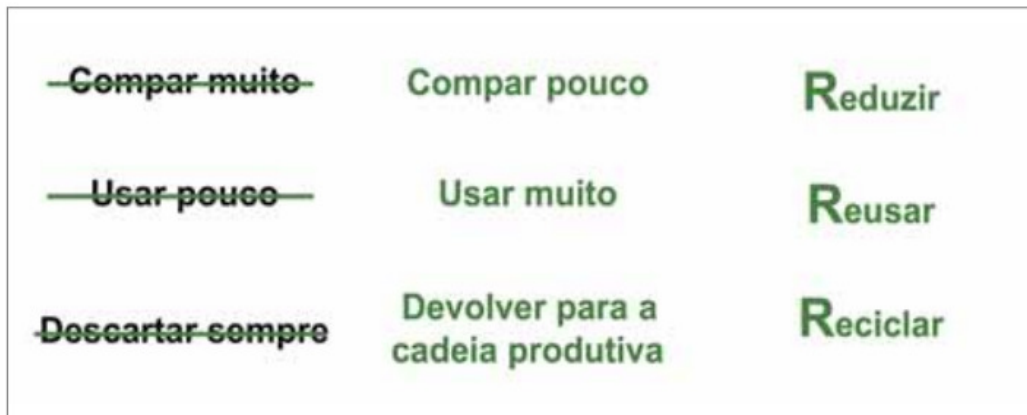 Compar muito
Compar pouco
Reduzir
Usar pouco
Usar muito
Reusar
Descartar sempre
Devolver para a
cadeia produtiva
Reciclar